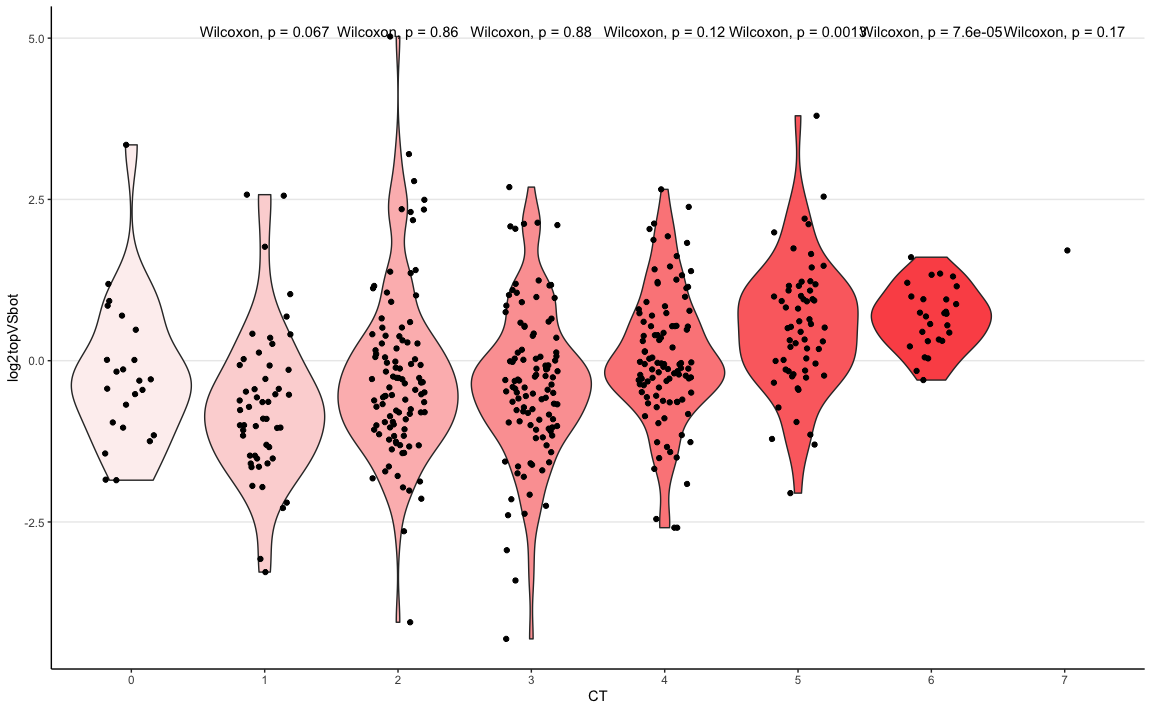 Wilcoxon, p = 0.067 Wilcoxon, p = 0.86 Wilcoxon, p = 0.88 Wilcoxon, p = 0.12 Wilcoxon, p = 0.0013 Wilcoxon, p = 7.6e-05 Wilcoxon, p = 0.17
5.0
2.5
0.0
-2.5
log2topVSbot
0 1 2 3 4 5 6 7
CT